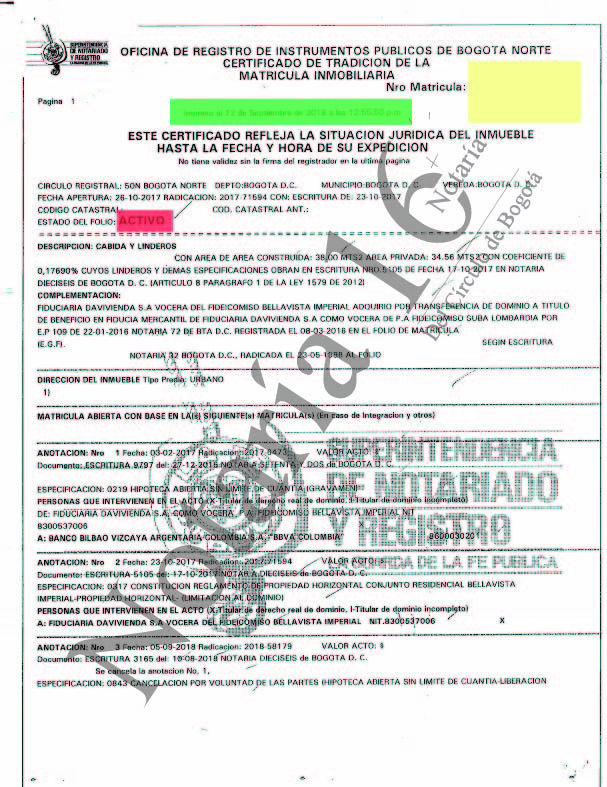 SUPERINTENDENCIA
DE NOTARIADO
Y REGISTRO
LA GUARDA DE LA FE PUBLICA
OFICINA DE REGISTRO DE INSTRUMENTOS PUBLICOS DE BOGOTA NORTE
CERTIFICADO DE TRADICION DE LA
MATRICULA INMOBILIARIA
Nro Matricula:
Pagina 1
Impreso el 12 de Septiembre de 2018 a las 12:55:00 p.m
ESTE CERTIFICADO REFLEJA LA SITUACION JURIDICA DEL INMUEBLE
HASTA LA FECHA Y HORA DE SU EXPEDICION
No tiene validez sin la firma del registrador en la ultima pagina
CIRCULO REGISTRAL: 50N BOGOTA NORTE DEPTO:BOGOTA D.C. MUNICIPIO:BOGOTA D. C. VEREDA:BOGOTA D. C.
FECHA APERTURA: 26-10-2017 RADICACION: 2017-71594 CON: ESCRITURA DE: 23-10-2017
CODIGO CATASTRAL: COD. CATASTRAL ANT.:
ESTADO DEL FOLIO: ACTIVO
DESCRIPCION: CABIDA Y LINDEROS
CON AREA DE AREA CONSTRUIDA: 38.00 MTS2 AREA PRIVADA: 34.56 MTS2 CON COEFICIENTE DE
0,17690% CUYOS LINDEROS Y DEMAS ESPECIFICACIONES OBRAN EN ESCRITURA NRO.5105 DE FECHA 17-10-2017 EN NOTARIA
DIECISEIS DE BOGOTA D. C. (ARTICULO 8 PARAGRAFO 1 DE LA LEY 1579 DE 2012)
COMPLEMENTACION:
FIDUCIARIA DAVIVIENDA S.A VOCERA DEL FIDEICOMISO BELLAVISTA IMPERIAL ADQUIRIO POR TRANSFERENCIA DE DOMINIO A TITULO
DE BENEFICIO EN FIDUCIA MERCANTIL DE FIDUCIARIA DAVIVIENDA S.A COMO VOCERA DE P.A FIDEICOMISO SUBA LOMBARDIA POR
E.P 109 DE 22-01-2016 NOTARIA 72 DE BTA D.C. REGISTRADA EL 08-03-2016 EN EL FOLIO DE MATRICULA
(E.G.F). SEGIN ESCRITURA
NOTARIA 32 BOGOTA D.C., RADICADA EL 23-05-1988 AL FOLIO
DIRECCION DEL INMUEBLE Tipo Predio: URBANO
1)
MATRICULA ABIERTA CON BASE EN LA(s) SIGUIENTE(s) MATRICULA(s) (En caso de Integracion y otros)
ANOTACION: Nro 1 Fecha: 03-02-2017 Radicacion: 2017-6473 VALOR ACTO:
Documento: ESCRITURA 9797 del: 27-12-2016 NOTARIA SETENTA Y DOS de BOGOTA D. C.
ESPECIFICACION: 0219 HIPOTECA ABIERTA SIN LIMITE DE CUANTIA (GRAVAMEN)
PERSONAS QUE INTERVIENEN EN EL ACTO (X-Titular de derecho real de dominio, I-Titular de dominio incompleto)
DE: FIDUCIARIA DAVIVIENDA S.A. COMO VOCERA P.A. FIDEICOMISO BELLAVISTA IMPERIAL NIT
8300537006 X
A: BANCO BILBAO VIZCAYA ARGENTARIA COLOMBIA S.A. "BBVA COLOMBIA" 8600030201
ANOTACION: Nro 2 Fecha: 23-10-2017 Radicacion: 2017-71594 VALOR ACTO: $
Documento: ESCRITURA 5105 de: 17-10-2017 NOTARIA DIECISEIS de BOGOTA D. C.
ESPECIFICACION: 0317 CONSTITUCION REGLAMENTO DE PROPIEDAD HORIZONTAL CONJUNTO RESIDENCIAL BELLAVISTA
IMPERIAL-PROPIEDAD HORIZONTAL- (LIMITACION AL DOMINIO)
PERSONAS QUE INTERVIENEN EN EL ACTO (X-Titular de derecho real de dominio, I-Titular de dominio incompleto)
A: FIDUCIARIA DAVIVIENDA S.A VOCERA DEL FIDEICOMISO BELLAVISTA IMPERIAL NIT.8300537006 X
ANOTACION: Nro 3 Fecha: 05-09-2018 Radicacion: 2018-58179 VALOR ACTO: $
Documento: ESCRITURA 3165 del: 10-08-2018 NOTARIA DIECISEIS de BOGOTA D. C.
Se cancela la anotacion No, 1,
ESPECIFICACION: 0843 CANCELACION POR VOLUNTAD DE LAS PARTES (HIPOTECA ABIERTA SIN LIMITE DE CUANTIA-LIBERACION
SUPERINTENDENCIA
DE NOTARIADO
Y REGISTRO
LA GUARDA DE LA FE PUBLICA
Notaría 16
Notaría
Del Círculo de Bogotá